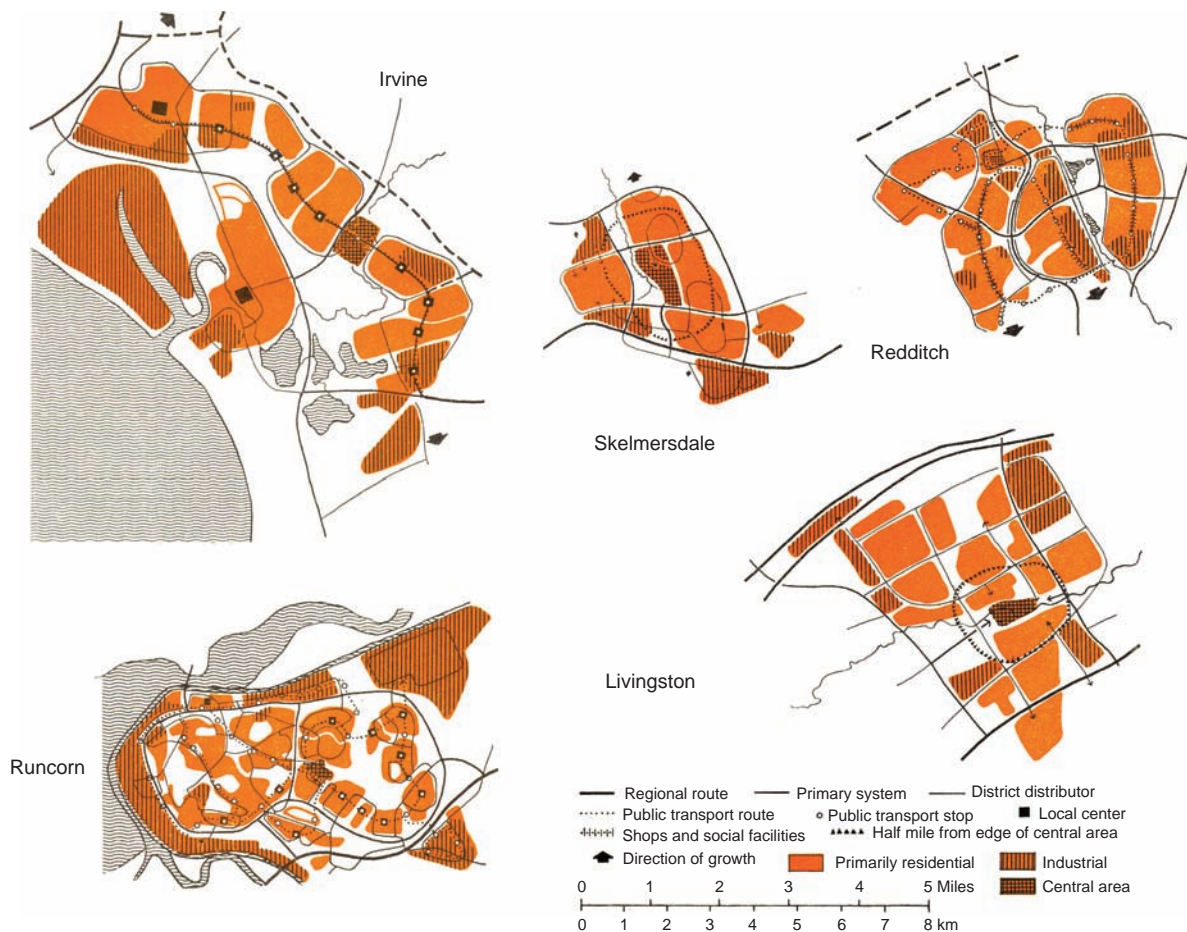 Irvine
Redditch
Skelmersdale
Livingston
Runcorn
Regional route
Primary system
District distributor
Public transport route
Public transport stop
Local center
Shops and social facilities
Half mile from edge of central area
Direction of growth
Primarily residential
Industrial
Central area
0 1 2 3 4 5 Miles
0 1 2 3 4 5 6 7 8 km